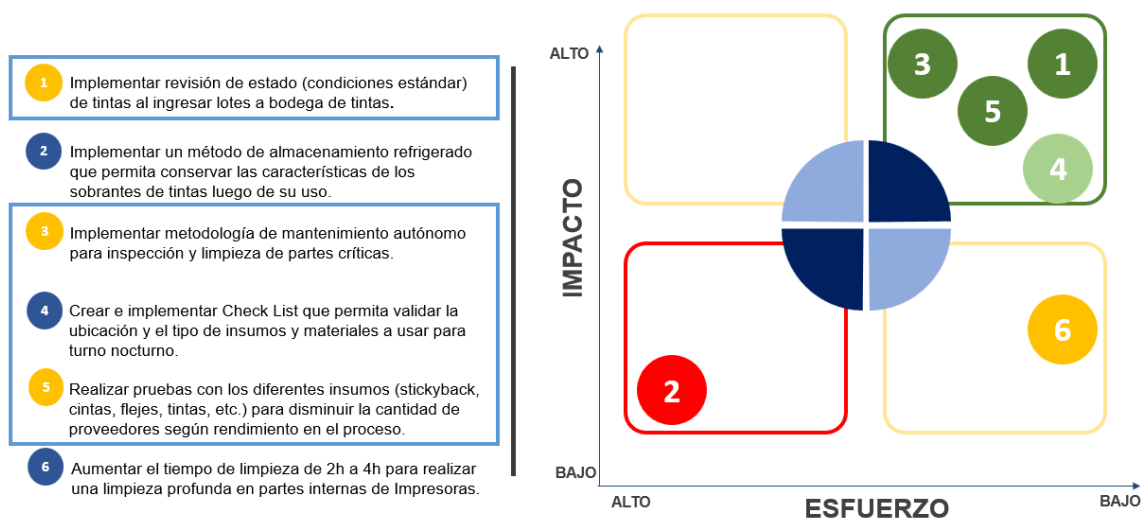 1
Implementar revisión de estado (condiciones estándar)
de tintas al ingresar lotes a bodega de tintas.
2
Implementar un método de almacenamiento refrigerado
que permita conservar las características de los
sobrantes de tintas luego de su uso.
3
Implementar metodología de mantenimiento autónomo
para inspección y limpieza de partes críticas.
4
Crear e implementar Check List que permita validar la
ubicación y el tipo de insumos y materiales a usar para
turno nocturno.
5
Realizar pruebas con los diferentes insumos (stickyback,
cintas, flejes, tintas, etc.) para disminuir la cantidad de
proveedores según rendimiento en el proceso.
6
Aumentar el tiempo de limpieza de 2h a 4h para realizar
una limpieza profunda en partes internas de Impresoras.
ALTO
IMPACTO
BAJO
3
1
5
4
2
6
ALTO
ESFUERZO
BAJO